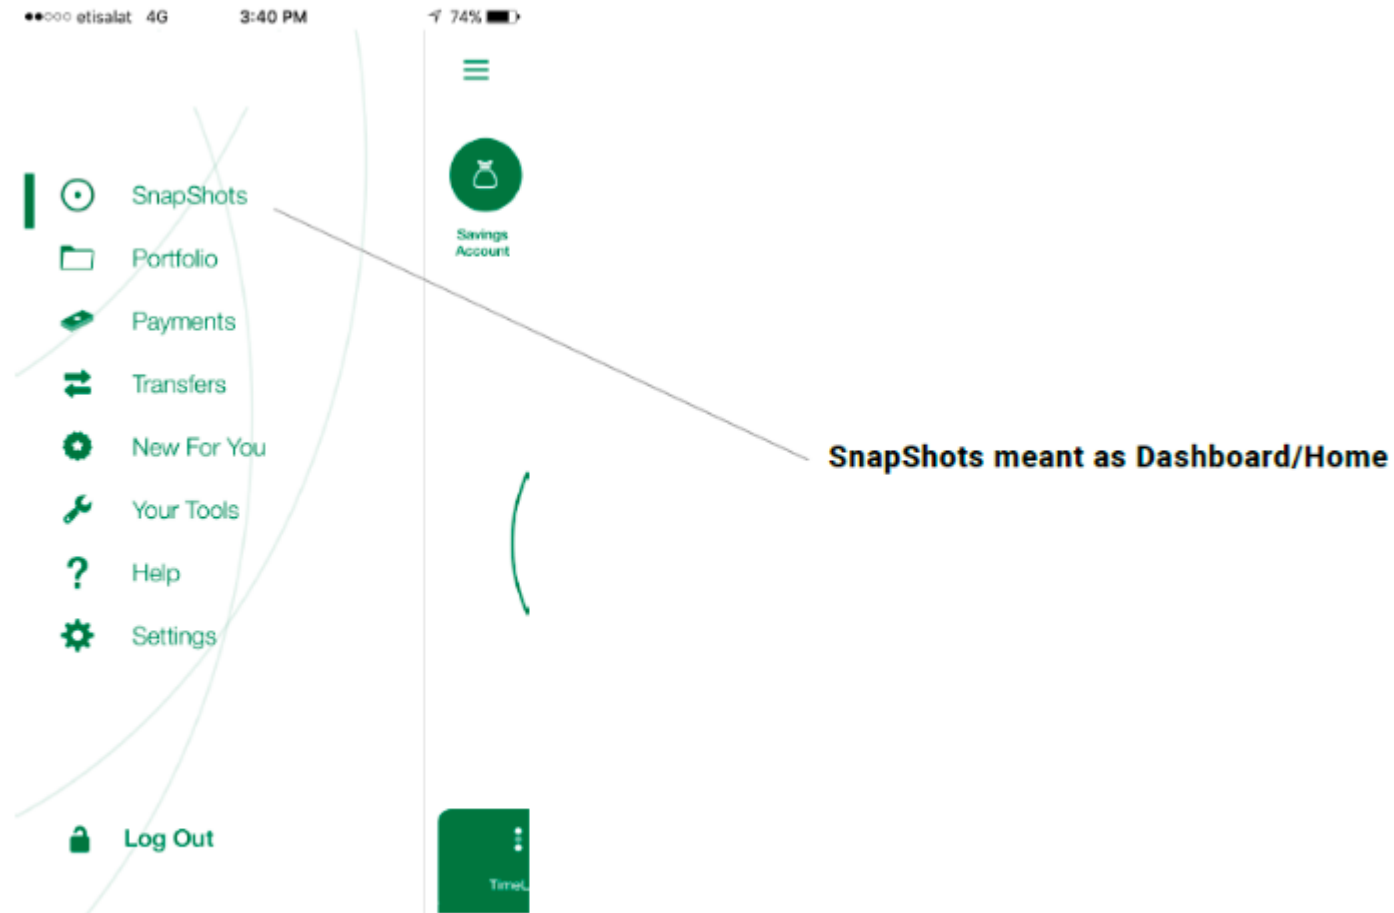 etisalat 4G 3:40 PM 74%
SnapShots
Portfolio
Payments
Transfers
New For You
Your Tools
Help
Settings
Log Out
Savings
Account
SnapShots meant as Dashboard/Home